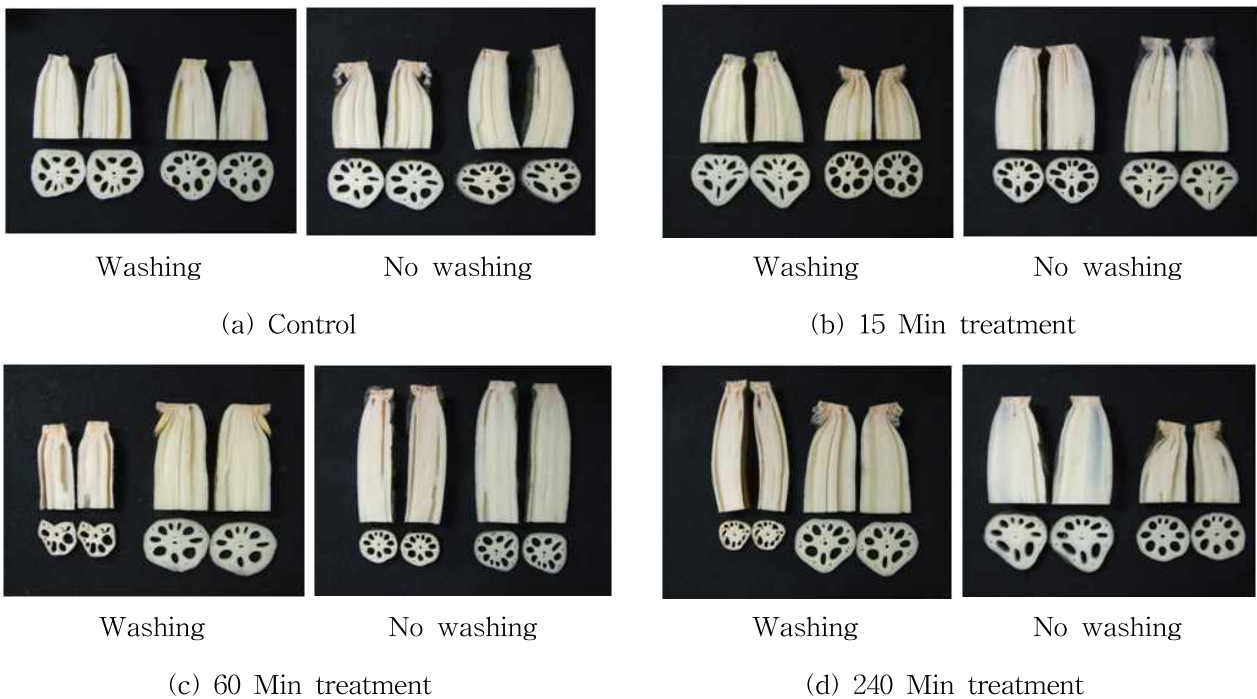 Washing
No washing
Washing
No washing
(a) Control
(b) 15 Min treatment
Washing
No washing
Washing
No washing
(c) 60 Min treatment
(d) 240 Min treatment